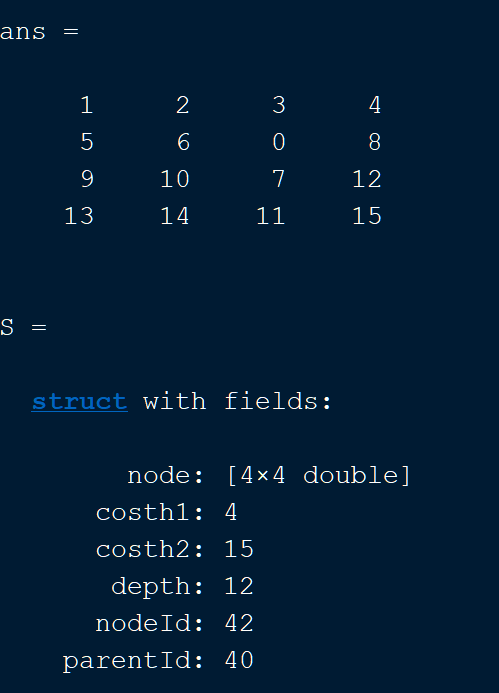 ans =
1 2 3 4
5 6 0 8
9 10 7 12
13 14 11 15
S =
struct with fields:
node: [4×4 double]
costh1: 4
costh2: 15
depth: 12
nodeId: 42
parentId: 40